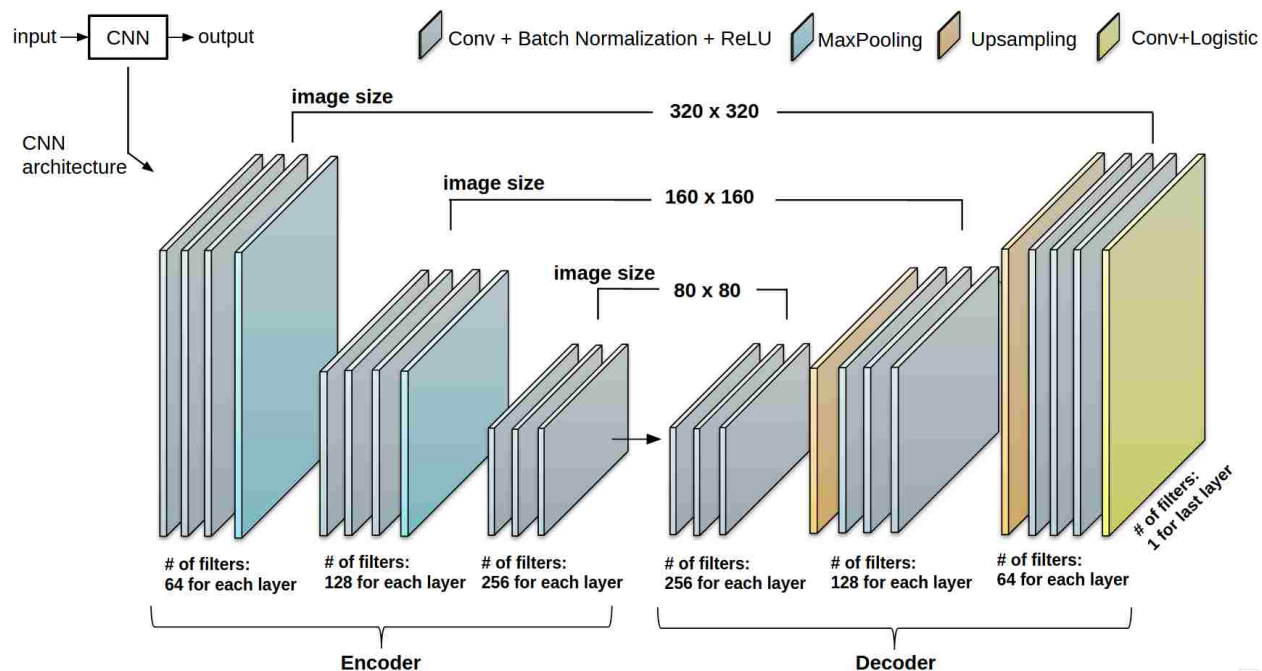 input
CNN
output
Conv + Batch Normalization + ReLU
MaxPooling
Upsampling
Conv+Logistic
CNN
architecture
image size
320 x 320
image size
160 x 160
image size
80 x 80
# of filters:
64 for each layer
# of filters:
128 for each layer
# of filters:
256 for each layer
# of filters:
256 for each layer
# of filters:
128 for each layer
# of filters:
64 for each layer
# of filters:
1 for last layer
Encoder
Decoder